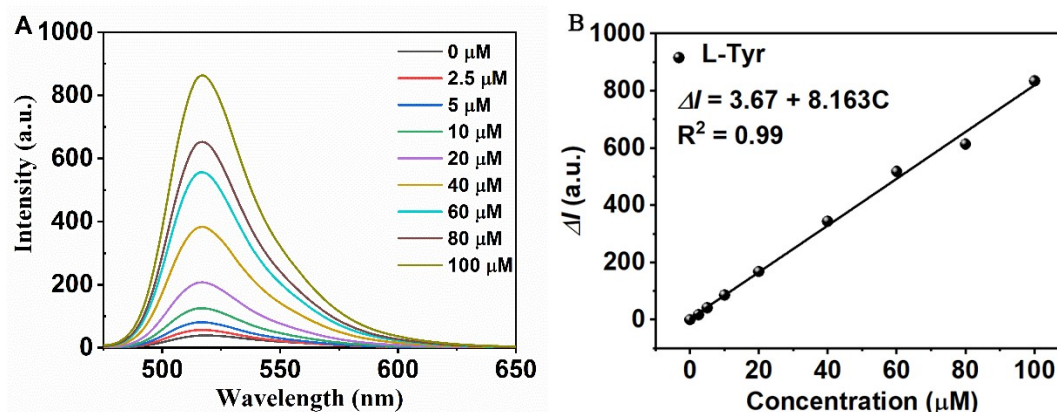 A
1000
800
600
400
200
0
Intensity (a.u.)
500
550
600
650
Wavelength (nm)
0 μM
2.5 μM
5 μM
10 μM
20 μM
40 μM
60 μM
80 μM
100 μM
B
1000
800
600
400
200
0
ΔI (a.u.)
L-Tyr
ΔI = 3.67 + 8.163C
R² = 0.99
0
20
40
60
80
100
Concentration (μM)